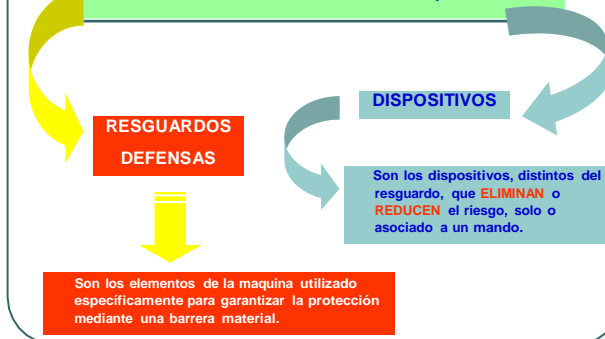 RESGUARDOS
DEFENSAS
DISPOSITIVOS
Son los dispositivos, distintos del
resguardo, que ELIMINAN o
REDUCEN el riesgo, solo o
asociado a un mando.
Son los elementos de la maquina utilizado
específicamente para garantizar la protección
mediante una barrera material.